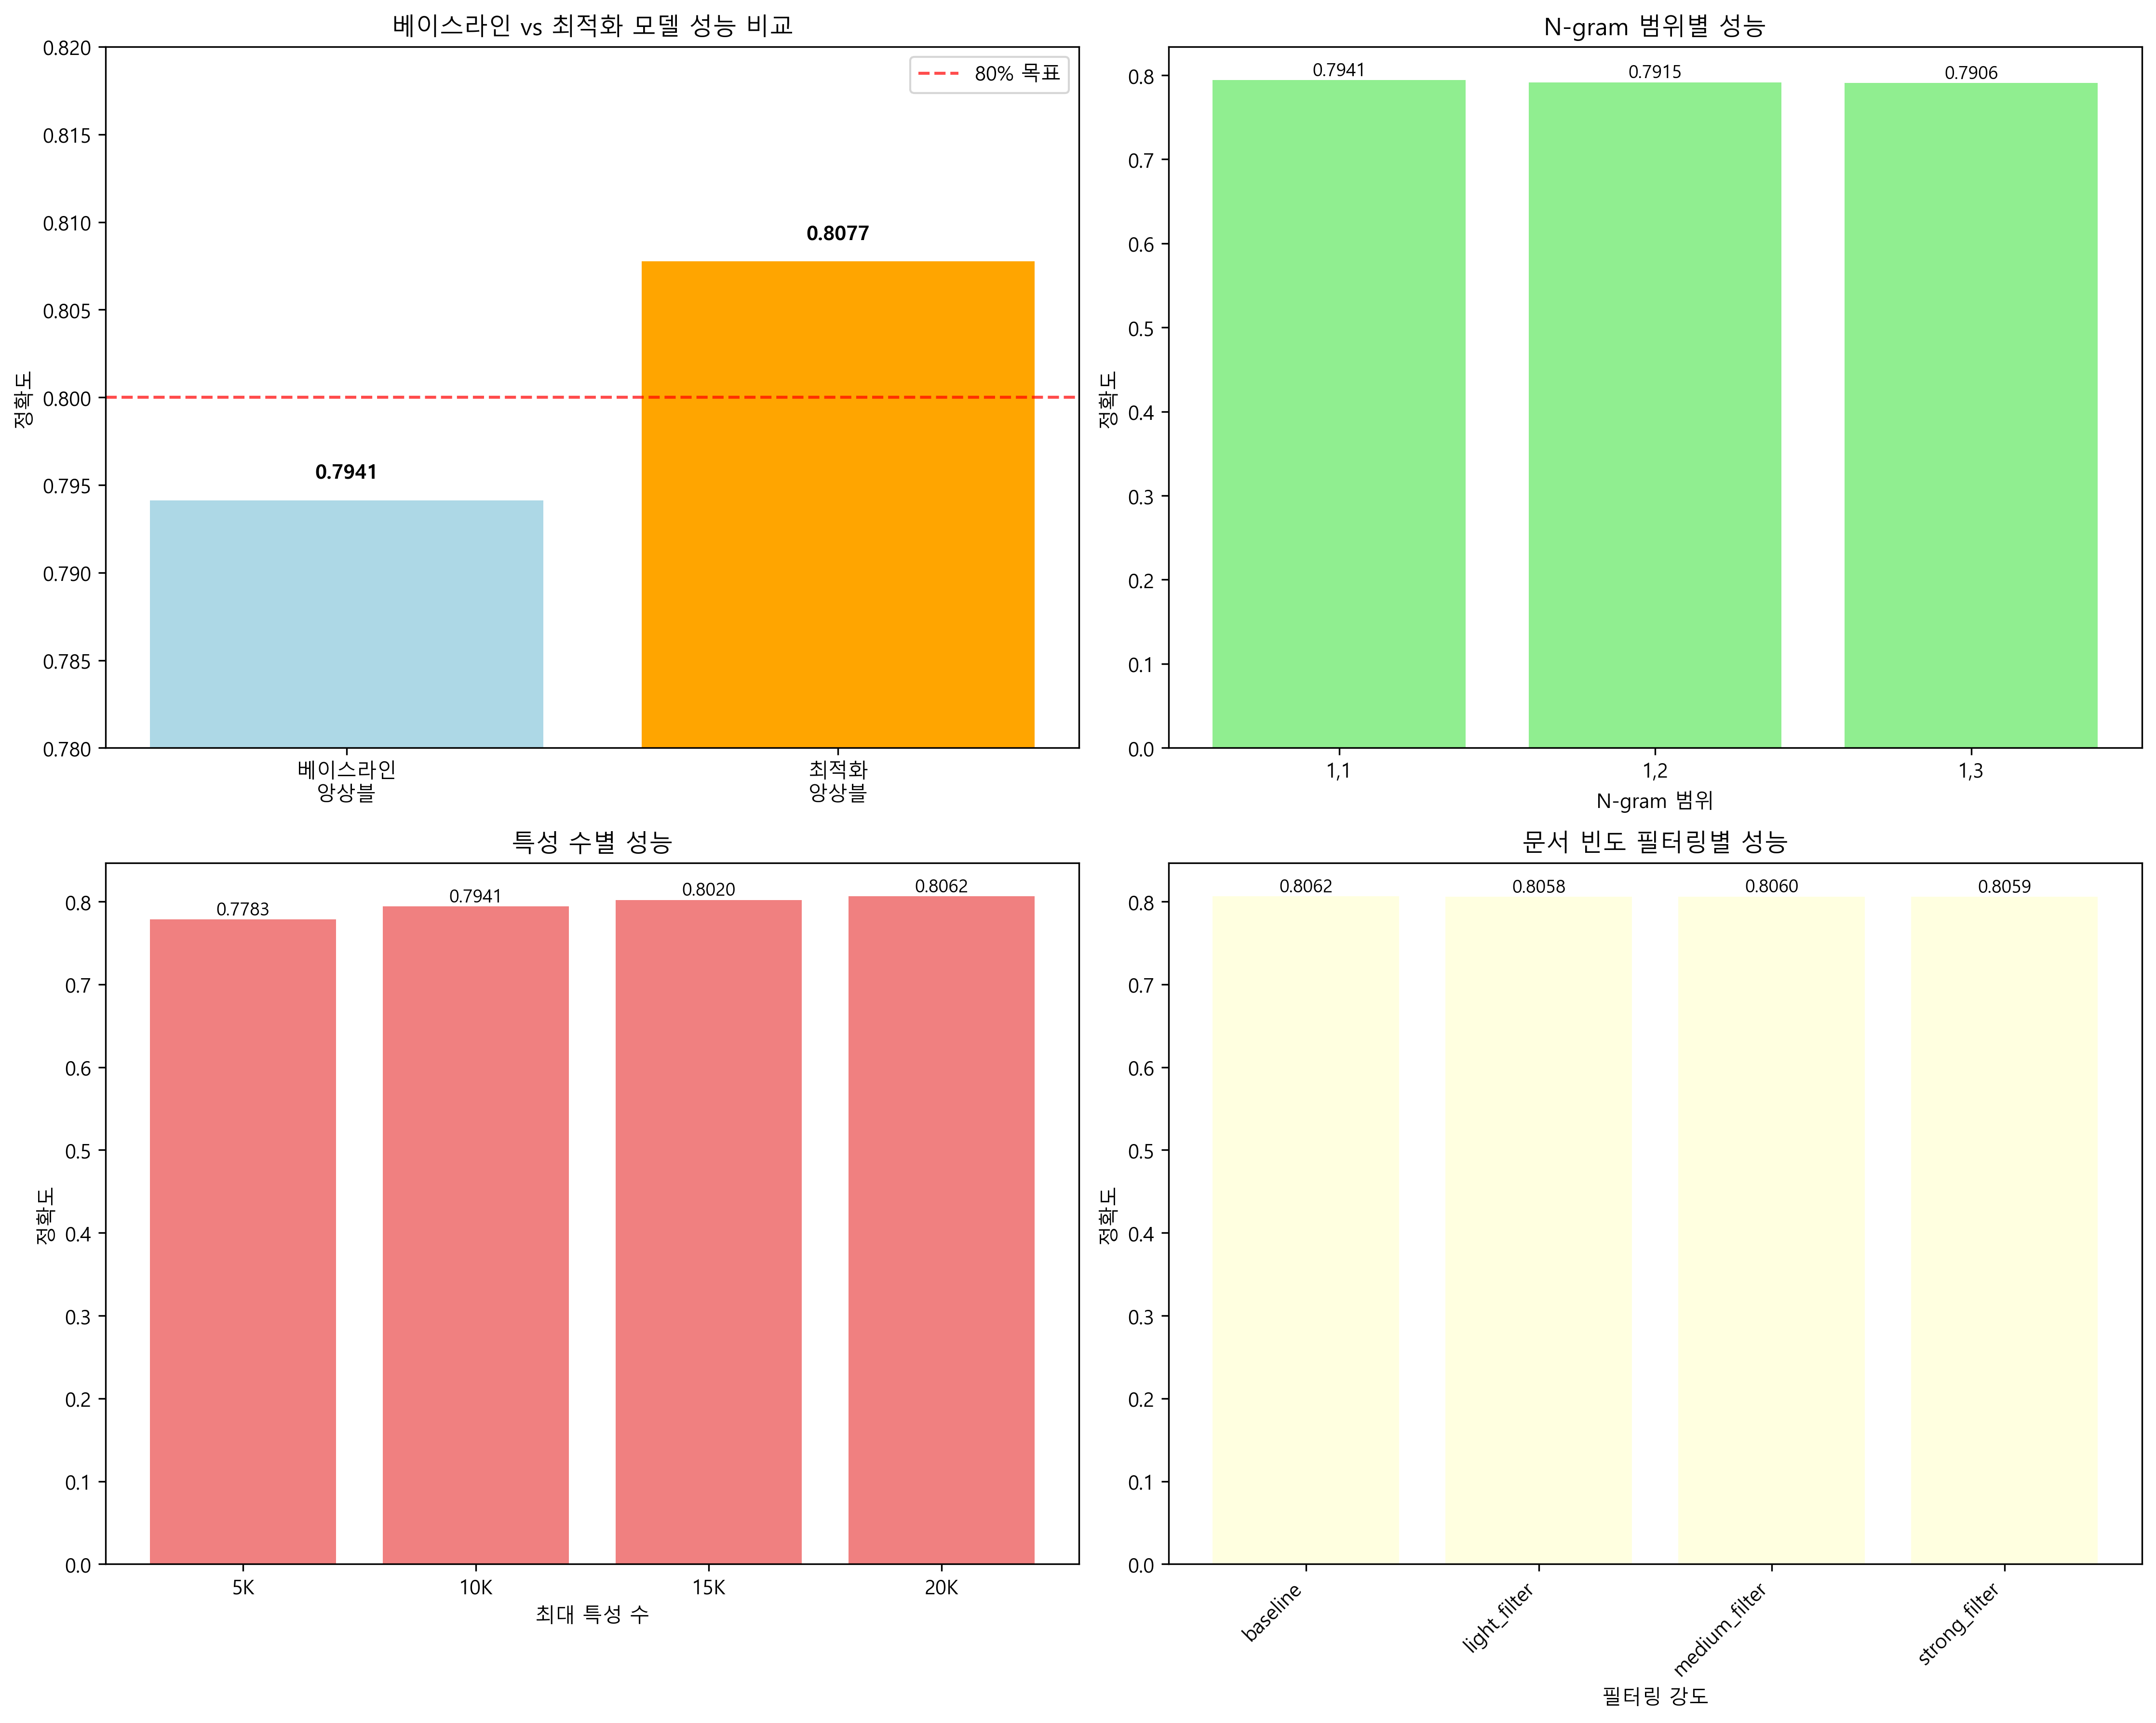 베이스라인 vs 최적화 모델 성능 비교
80% 목표
0.820
0.815
0.810
0.805
0.800
0.795
0.790
0.785
0.780
정확도
0.7941
0.8077
베이스라인
앙상블
최적화
앙상블
N-gram 범위별 성능
0.8
0.7
0.6
0.5
0.4
0.3
0.2
0.1
0.0
정확도
0.7941
0.7915
0.7906
1,1
1,2
1,3
N-gram 범위
특성 수별 성능
0.8
0.7
0.6
0.5
0.4
0.3
0.2
0.1
0.0
정확도
0.7783
0.7941
0.8020
0.8062
5K
10K
15K
20K
최대 특성 수
문서 빈도 필터링별 성능
0.8
0.7
0.6
0.5
0.4
0.3
0.2
0.1
0.0
정확도
0.8062
0.8058
0.8060
0.8059
baseline
light_filter
medium_filter
strong_filter
필터링 강도